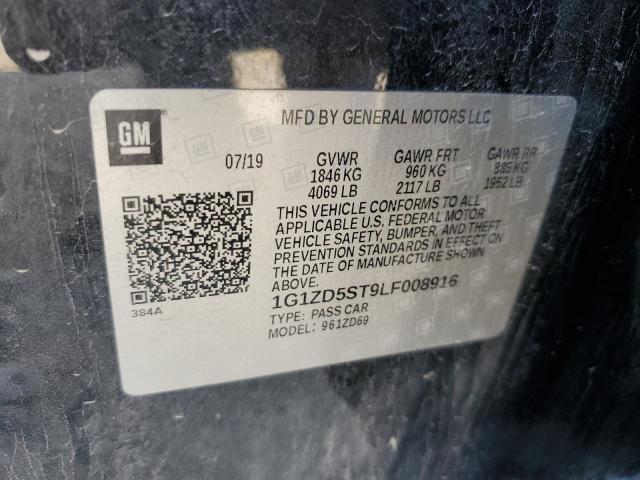 GM
MFD BY GENERAL MOTORS LLC
07/19 GVWR GAWR FRT GAWR RR
1846 KG 960 KG 885 KG
4069 LB 2117 LB 1952 LB
THIS VEHICLE CONFORMS TO ALL
APPLICABLE U.S. FEDERAL MOTOR
VEHICLE SAFETY, BUMPER, AND THEFT
PREVENTION STANDARDS IN EFFECT ON
THE DATE OF MANUFACTURE SHOWN
ABOVE.
1G1ZD5ST9LF008916
TYPE: PASS CAR
MODEL: 961ZD69
384A